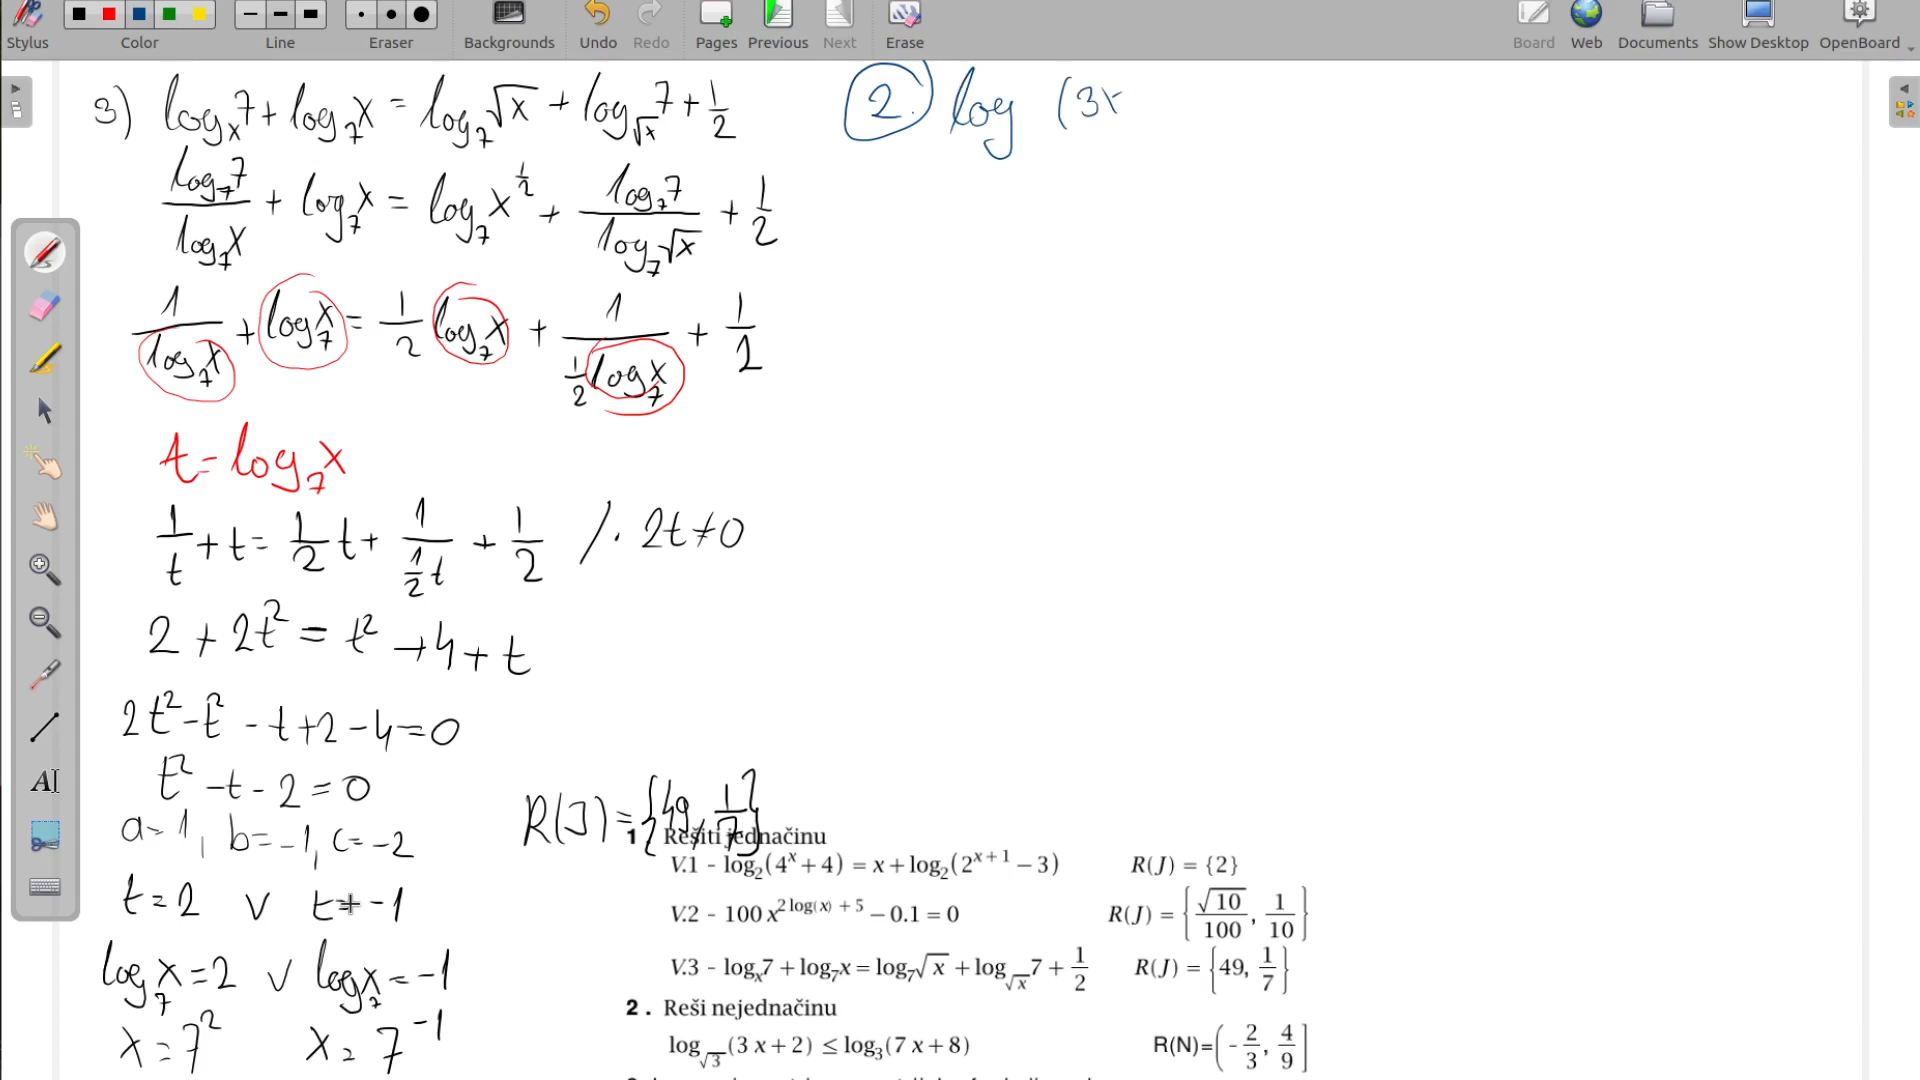 Stylus Color Line Eraser Backgrounds Undo Redo Pages Previous Next Erase Board Web Documents Show Desktop OpenBoard
3) log_x 7 + log_7 x = log_7 √x + log_√x 7 + 1/2
log_7 7 / log_7 x + log_7 x = log_7 x^(1/2) + log_7 7 / log_7 √x + 1/2
1 / log_7 x + log_7 x = 1/2 log_7 x + 1 / (1/2 log_7 x) + 1/2
t = log_7 x
1/t + t = 1/2 t + 1 / (1/2 t) + 1/2 /· 2t ≠ 0
2 + 2t² = t² + 4 + t
2t² - t² - t + 2 - 4 = 0
t² - t - 2 = 0
a = 1, b = -1, c = -2
t = 2 ∨ t = -1
log_7 x = 2 ∨ log_7 x = -1
x = 7² x = 7^(-1)
R(J) = {49, 1/7}
2. log (3x
1 Rešiti jednačinu
V.1 - log₂(4^x + 4) = x + log₂(2^(x+1) - 3) R(J) = {2}
V.2 - 100 x^(2 log(x) + 5) - 0.1 = 0 R(J) = {√10/100, 1/10}
V.3 - log_x 7 + log_7 x = log_7 √x + log_√x 7 + 1/2 R(J) = {49, 1/7}
2 . Reši nejednačinu
log_√3 (3 x + 2) ≤ log₃(7 x + 8) R(N)=(-2/3, 4/9]